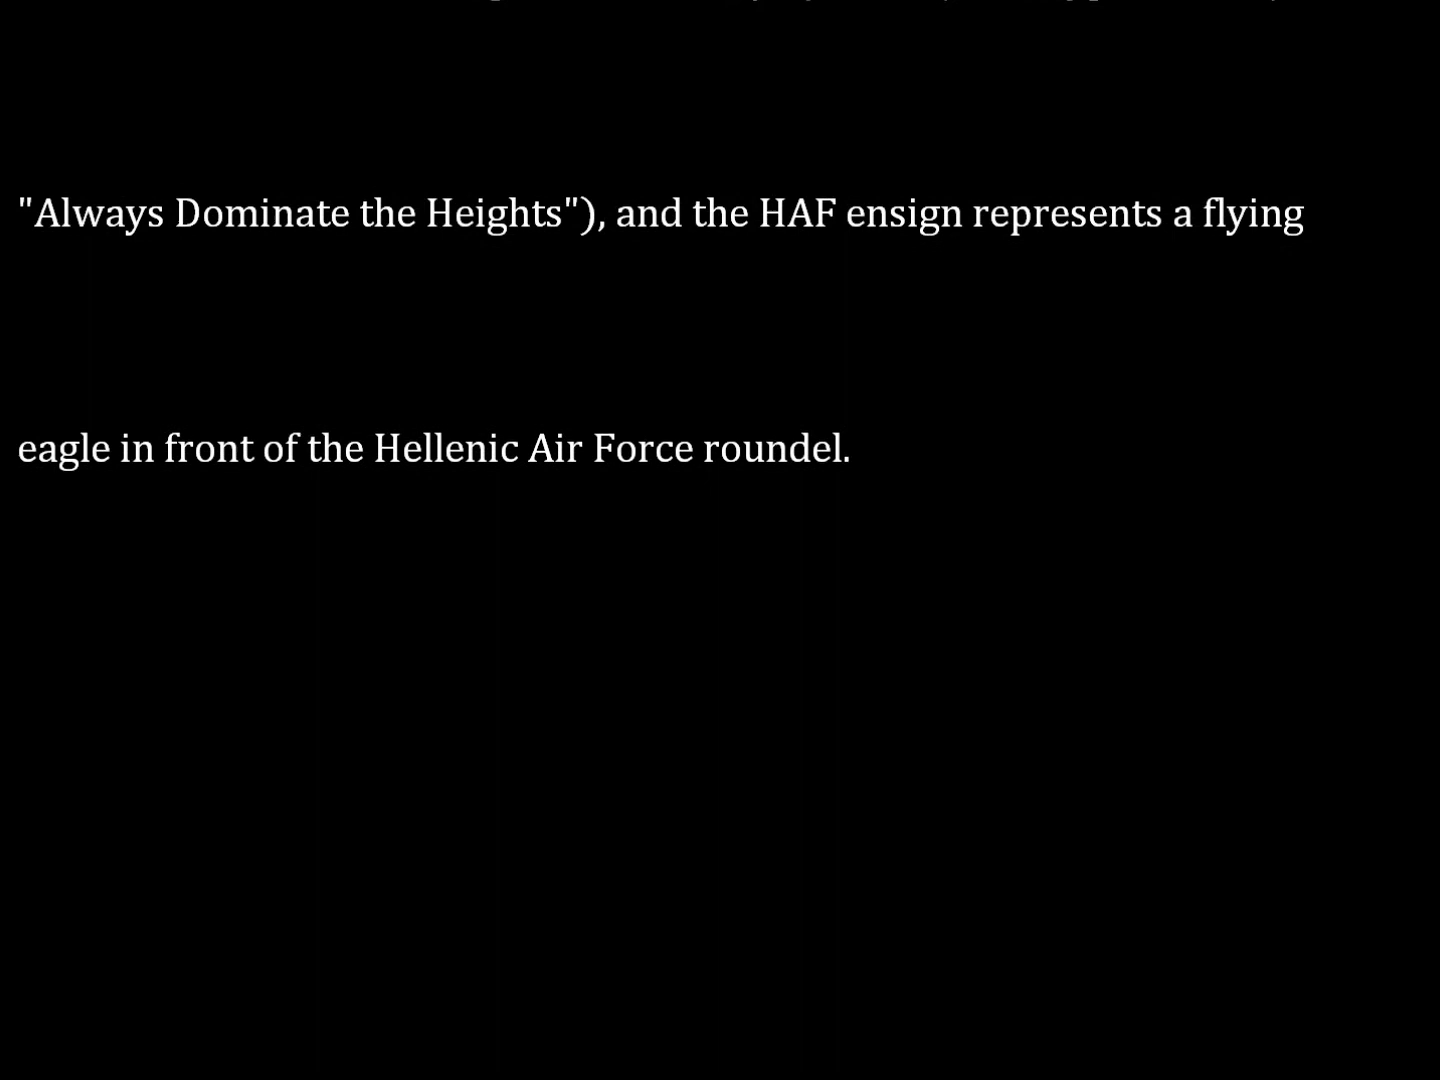 "Always Dominate the Heights"), and the HAF ensign represents a flying
eagle in front of the Hellenic Air Force roundel.